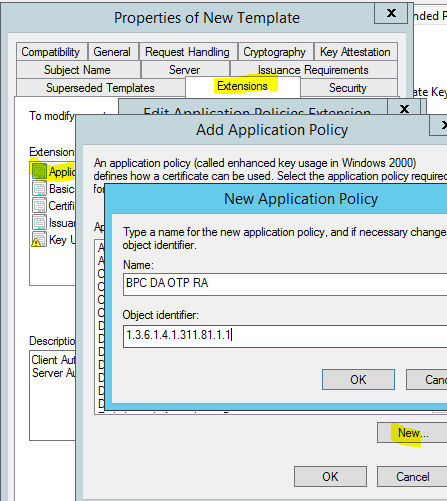 Properties of New Template
x
nded P
Compatibility General Request Handling Cryptography Key Attestation
Subject Name Server Issuance Requirements
Superseded Templates Extensions Security
ate Key
To modify
Edit Application Policies Extension
x
Add Application Policy
x
Extension
An application policy (called enhanced key usage in Windows 2000)
defines how a certificate can be used. Select the application policy required
for
Applic
Basic
Certifi
Issuar
Key U
New Application Policy
Type a name for the new application policy, and if necessary change
object identifier.
Name:
BPC DA OTP RA
Object identifier:
1.3.6.1.4.1.311.81.1.1
OK Canc
Descriptio
Client Aut
Server Au
New...
OK Cancel